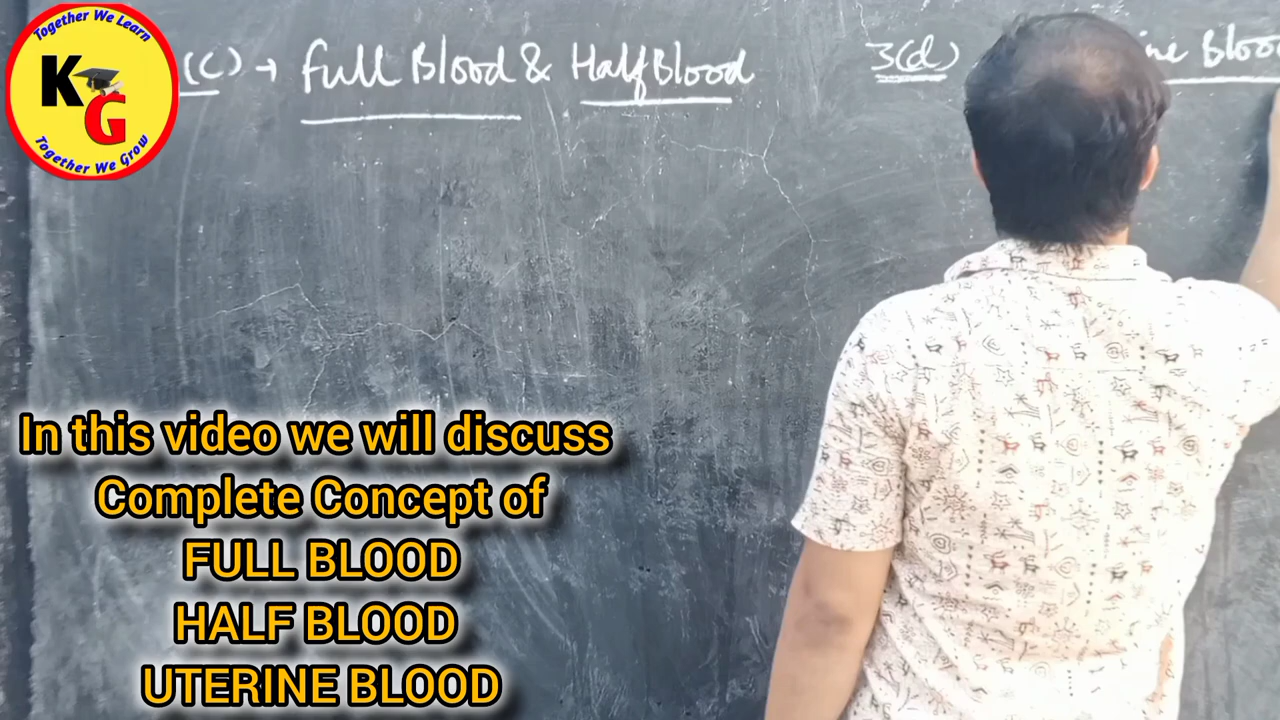 Together We Learn
KG
Together We Grow
(C) → Full Blood & Half Blood
3(d) Blood
In this video we will discuss
Complete Concept of
FULL BLOOD
HALF BLOOD
UTERINE BLOOD